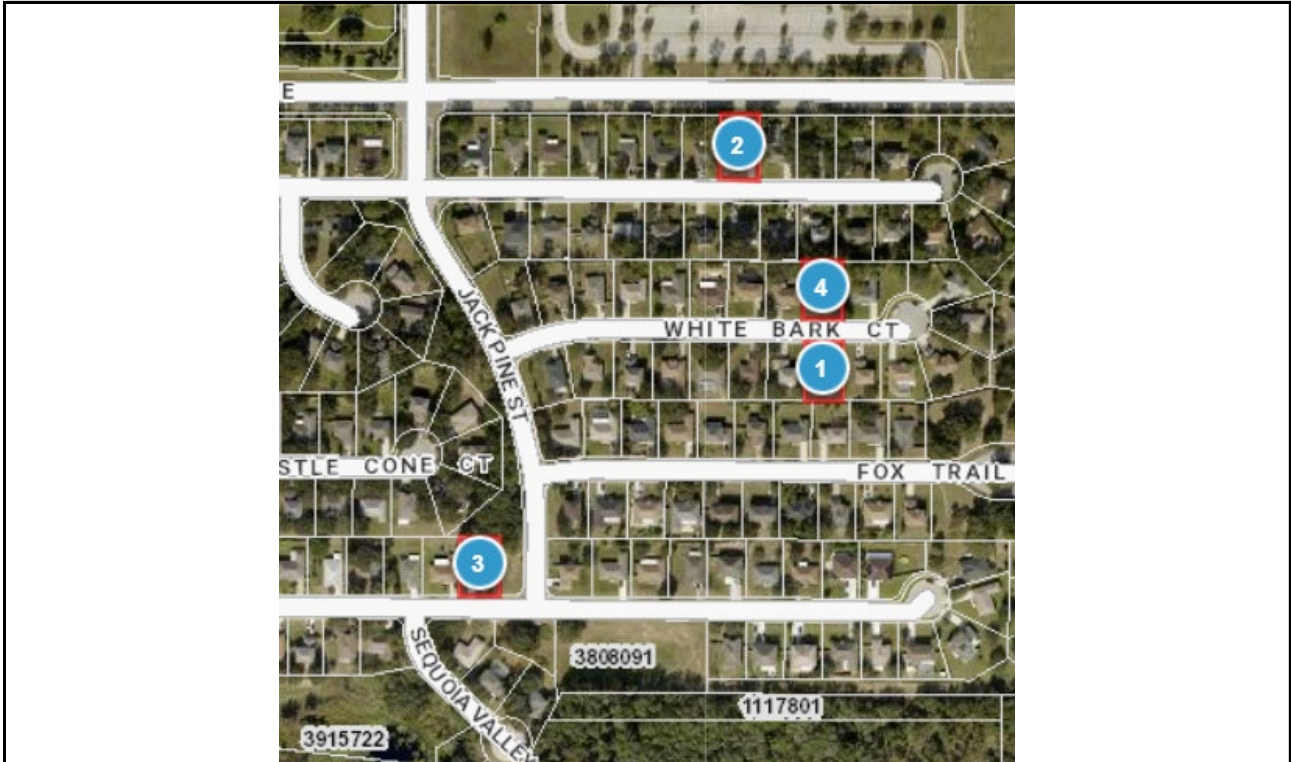 E
2
4
JACK PINE ST
WHITE BARK CT
1
STLE CONE CT
FOX TRAIL
3
SEQUOIA VALLEY
3808091
1117801
3915722